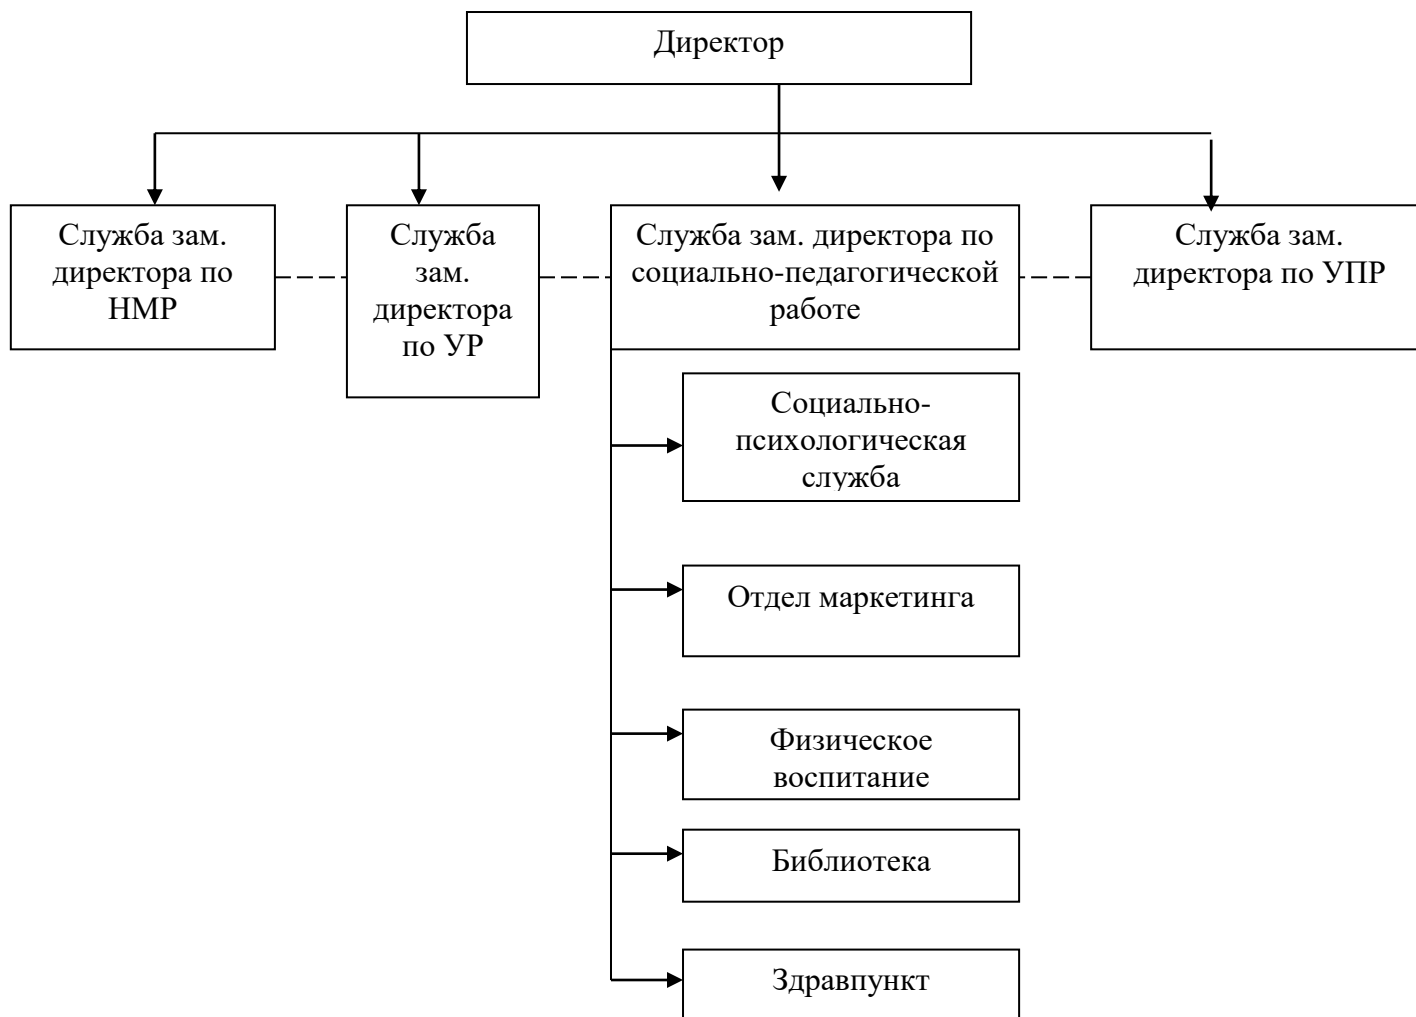 Директор
Служба зам.
директора по
НМР
Служба
зам.
директора
по УР
Служба зам. директора по
социально-педагогической
работе
Служба зам.
директора по УПР
Социально-
психологическая
служба
Отдел маркетинга
Физическое
воспитание
Библиотека
Здравпункт